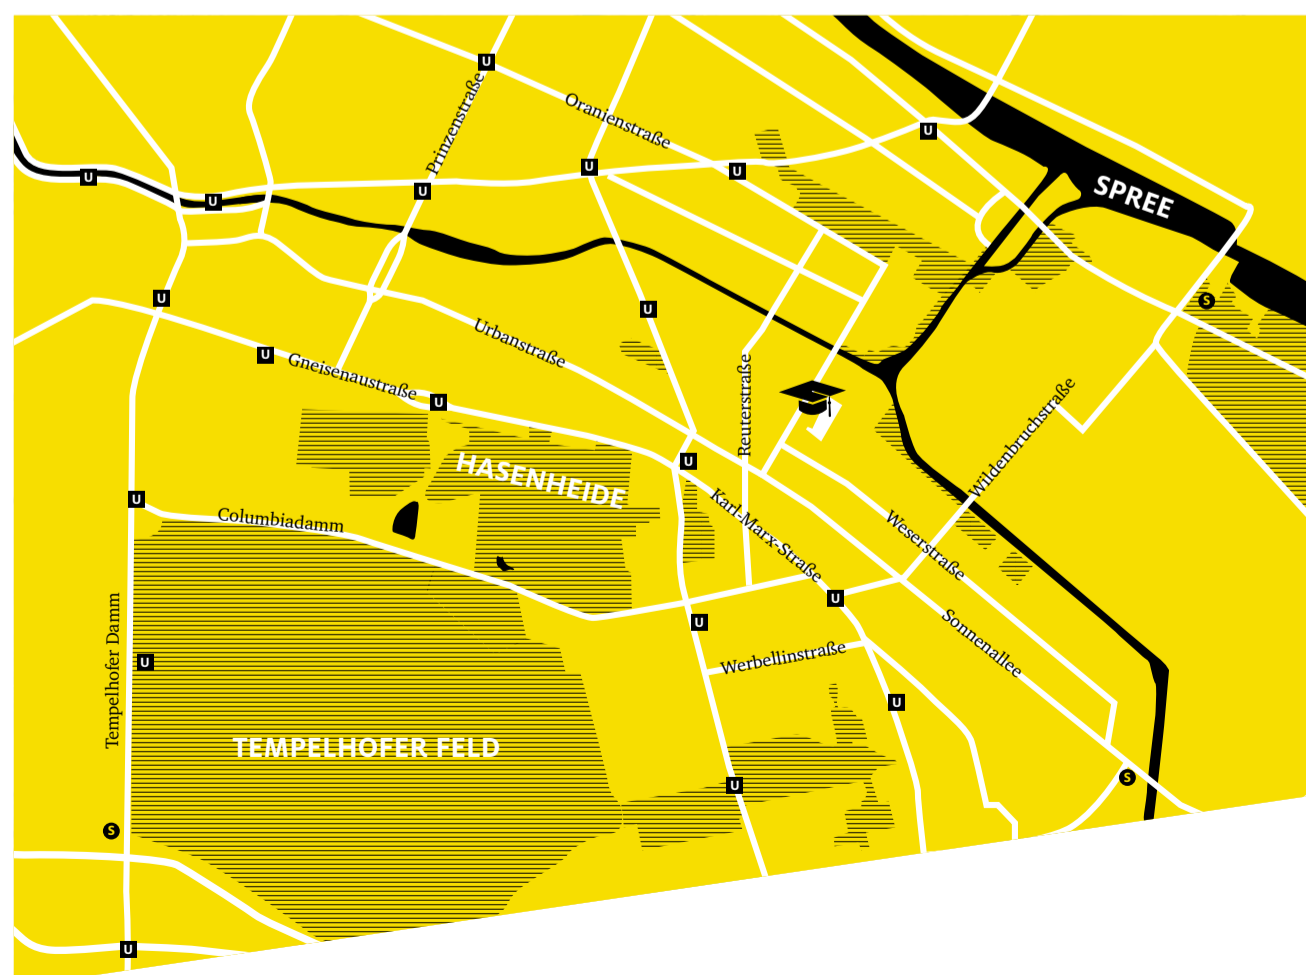 U
Prinzenstraße
Oranienstraße
U
U
U
U
U
SPREE
U
U
U
S
U
Urbanstraße
U
Gneisenaustraße
U
Reuterstraße
Wildenbruchstraße
HASENHEIDE
U
U
Columbiadamm
Karl-Marx-Straße
Weserstraße
Tempelhofer Damm
U
U
Sonnenallee
U
Werbellinstraße
U
TEMPELHOFER FELD
U
S
S
U